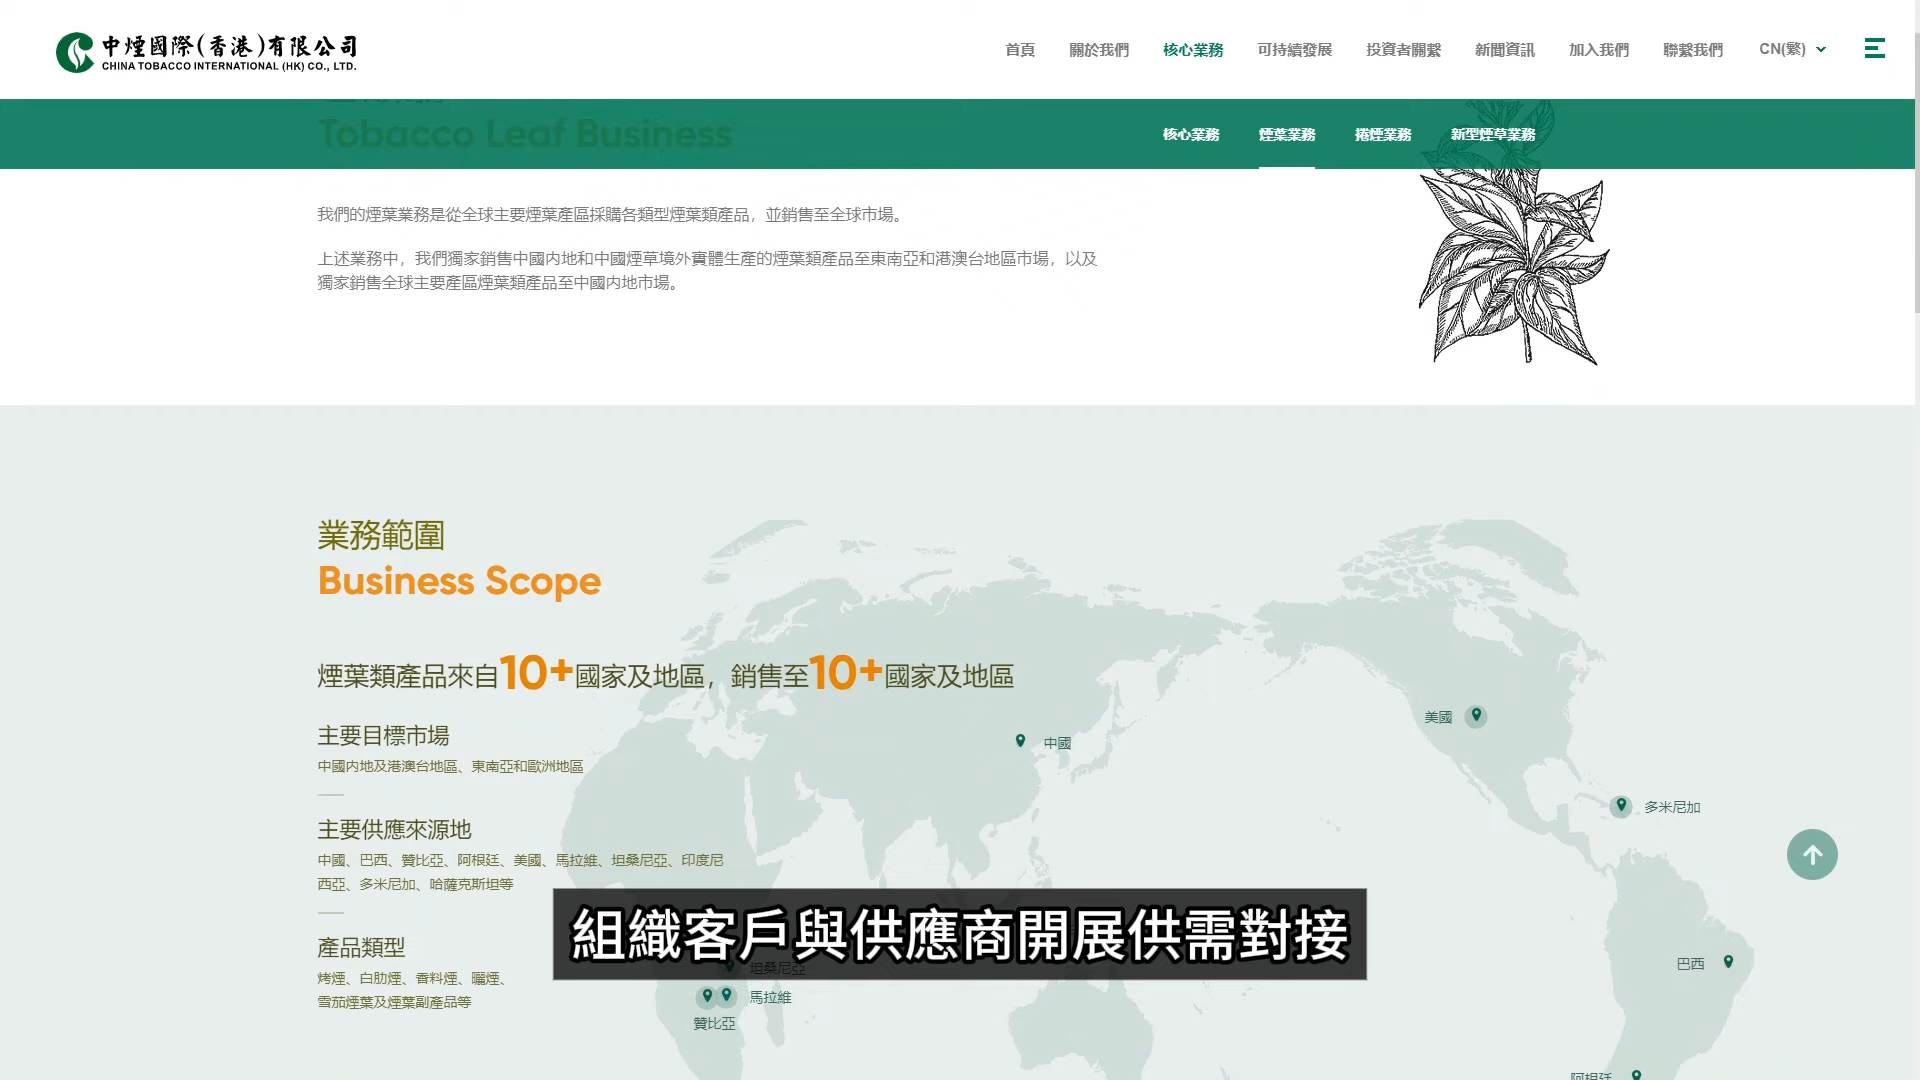 中煙國際(香港)有限公司
CHINA TOBACCO INTERNATIONAL (HK) CO., LTD.
首頁 關於我們 核心業務 可持續發展 投資者關繫 新聞資訊 加入我們 聯繫我們 CN(繁)
Tobacco Leaf Business
核心業務 煙葉業務 捲煙業務 新型煙草業務
我們的煙葉業務是從全球主要煙葉產區採購各類型煙葉類產品，並銷售至全球市場。
上述業務中，我們獨家銷售中國内地和中國煙草境外實體生產的煙葉類產品至東南亞和港澳台地區市場，以及
獨家銷售全球主要產區煙葉類產品至中國内地市場。
業務範圍
Business Scope
煙葉類產品來自10+國家及地區，銷售至10+國家及地區
主要目標市場
中國内地及港澳台地區、東南亞和歐洲地區
主要供應來源地
中國、巴西、贊比亞、阿根廷、美國、馬拉維、坦桑尼亞、印度尼
西亞、多米尼加、哈薩克斯坦等
產品類型
烤煙、白肋煙、香料煙、曬煙、
雪茄煙葉及煙葉副產品等
中國
美國
多米尼加
巴西
坦桑尼亞
馬拉維
贊比亞
阿根廷
組織客戶與供應商開展供需對接